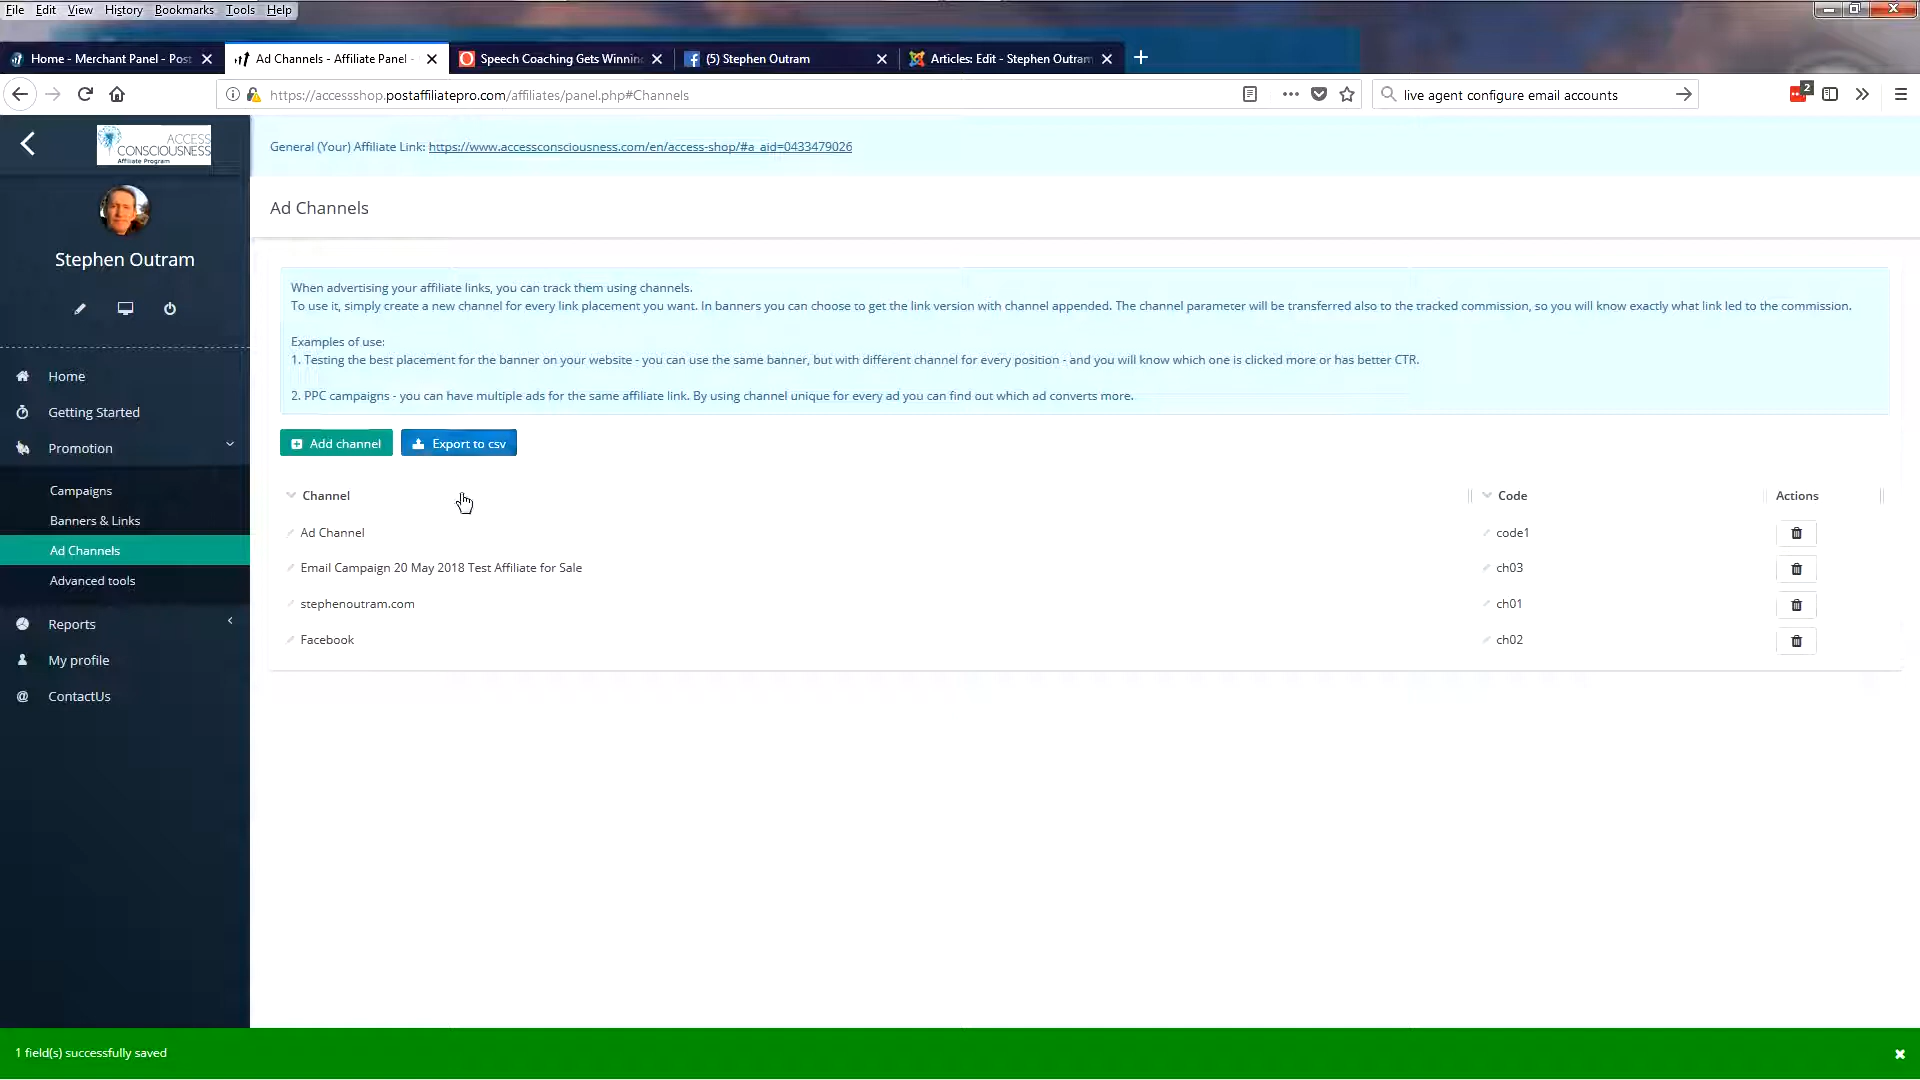 File Edit View History Bookmarks Tools Help
Home - Merchant Panel - Post
Ad Channels - Affiliate Panel -
Speech Coaching Gets Winning
(5) Stephen Outram
Articles: Edit - Stephen Outram
https://accessshop.postaffiliatepro.com/affiliates/panel.php#Channels
live agent configure email accounts
2
ACCESS
CONSCIOUSNESS
Affiliate Program
General (Your) Affiliate Link: https://www.accessconsciousness.com/en/access-shop/#a_aid=0433479026
Ad Channels
Stephen Outram
When advertising your affiliate links, you can track them using channels.
To use it, simply create a new channel for every link placement you want. In banners you can choose to get the link version with channel appended. The channel parameter will be transferred also to the tracked commission, so you will know exactly what link led to the commission.
Examples of use:
1. Testing the best placement for the banner on your website - you can use the same banner, but with different channel for every position - and you will know which one is clicked more or has better CTR.
2. PPC campaigns - you can have multiple ads for the same affiliate link. By using channel unique for every ad you can find out which ad converts more.
Home
Getting Started
Promotion
Campaigns
Banners & Links
Ad Channels
Advanced tools
Reports
My profile
@ ContactUs
Add channel
Export to csv
Channel Code Actions
Ad Channel code1
Email Campaign 20 May 2018 Test Affiliate for Sale ch03
stephenoutram.com ch01
Facebook ch02
1 field(s) successfully saved